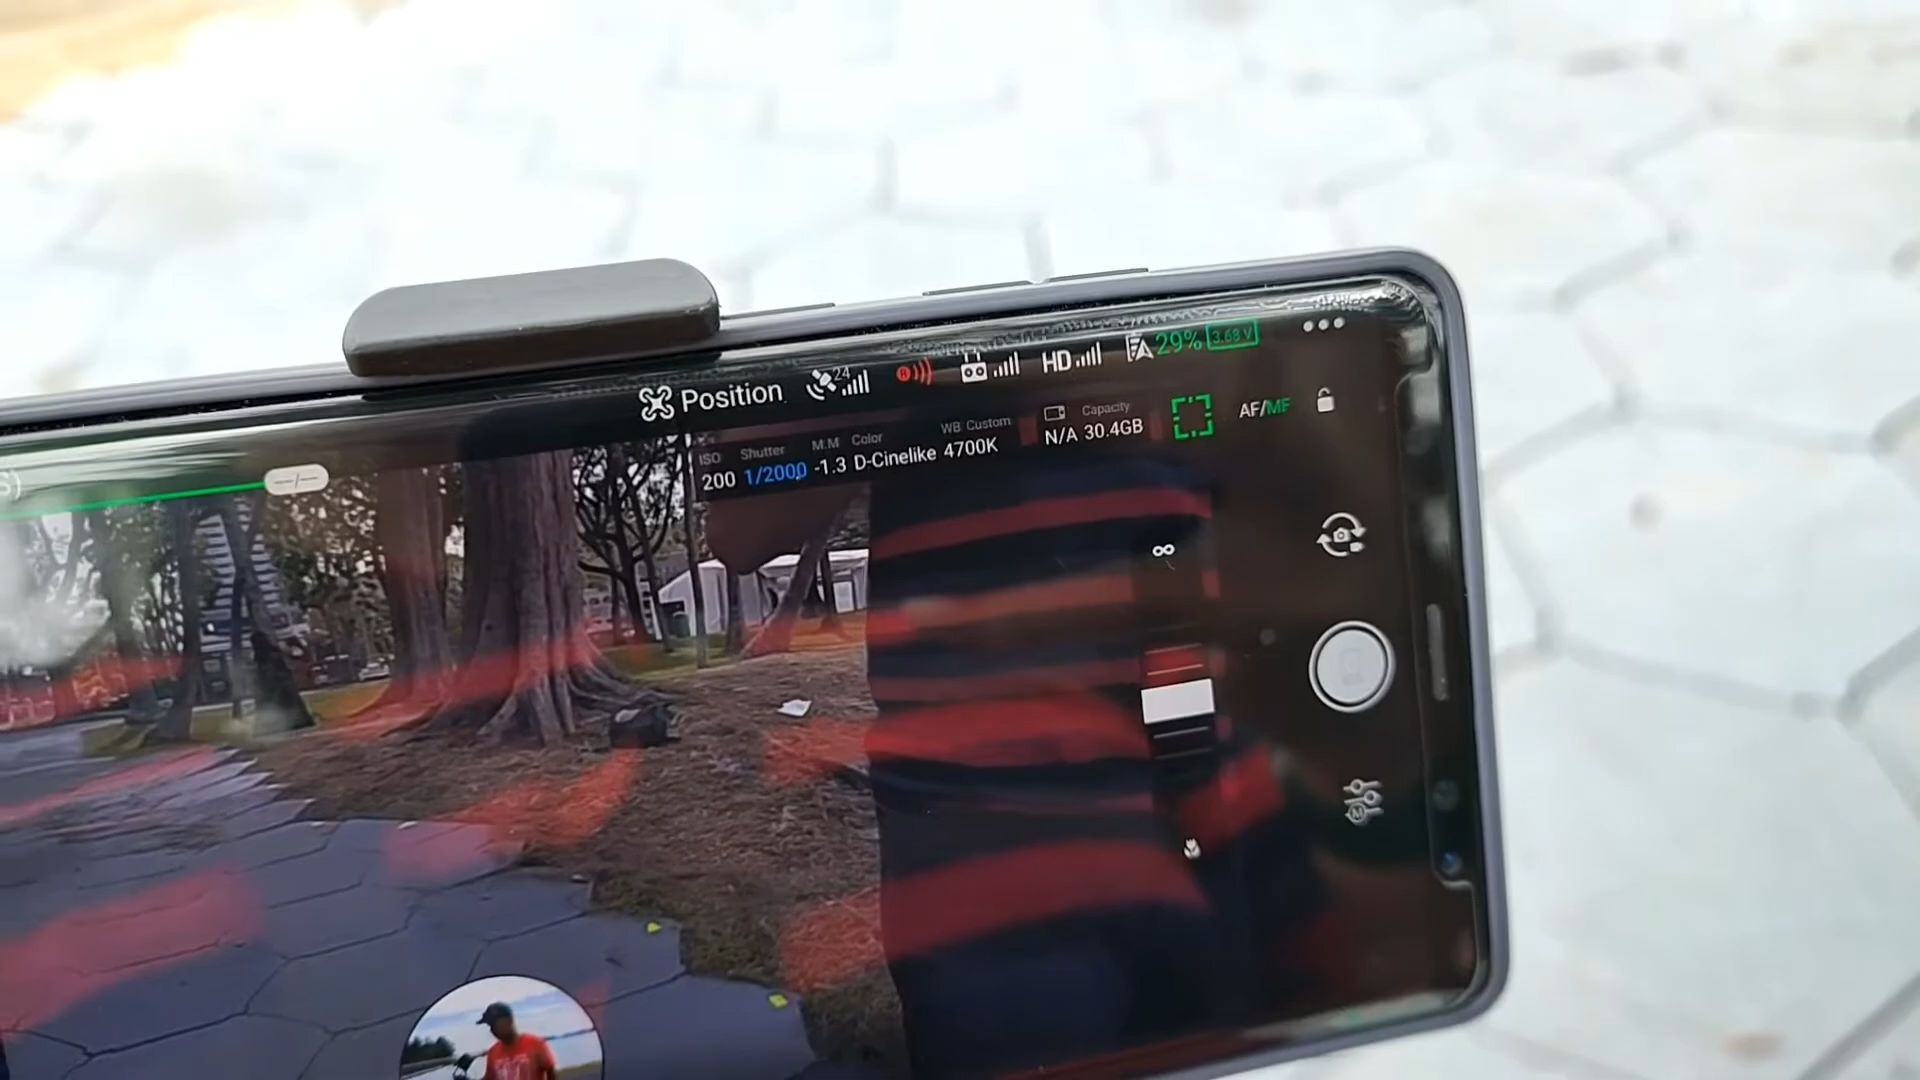 Position 24 R HD 29% 3.68 V
ISO Shutter M.M Color WB Custom Capacity
200 1/2000 -1.3 D-Cinelike 4700K N/A 30.4GB AF/MF
S)
--/--
∞
M